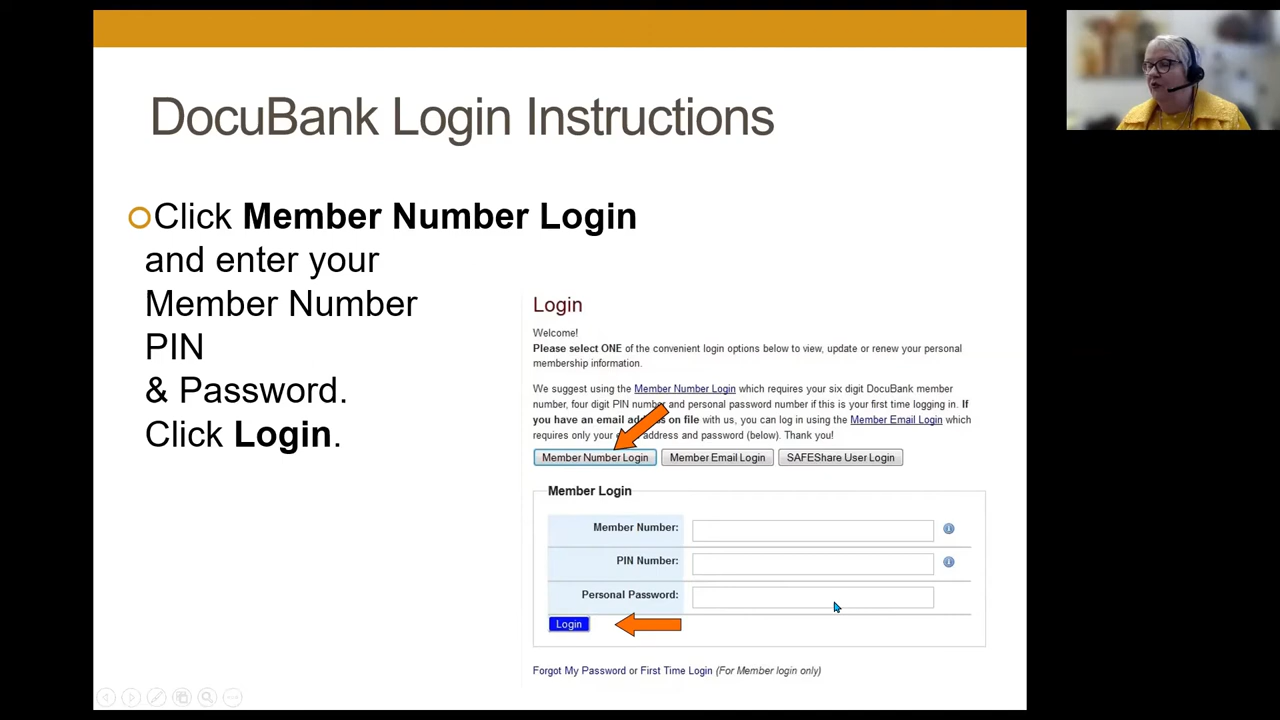 DocuBank Login Instructions
Click Member Number Login
and enter your
Member Number
PIN
& Password.
Click Login.
Login
Welcome!
Please select ONE of the convenient login options below to view, update or renew your personal
membership information.
We suggest using the Member Number Login which requires your six digit DocuBank member
number, four digit PIN number and personal password number if this is your first time logging in. If
you have an email address on file with us, you can log in using the Member Email Login which
requires only your address and password (below). Thank you!
Member Number Login Member Email Login SAFEShare User Login
Member Login
Member Number:
PIN Number:
Personal Password:
Login
Forgot My Password or First Time Login (For Member login only)